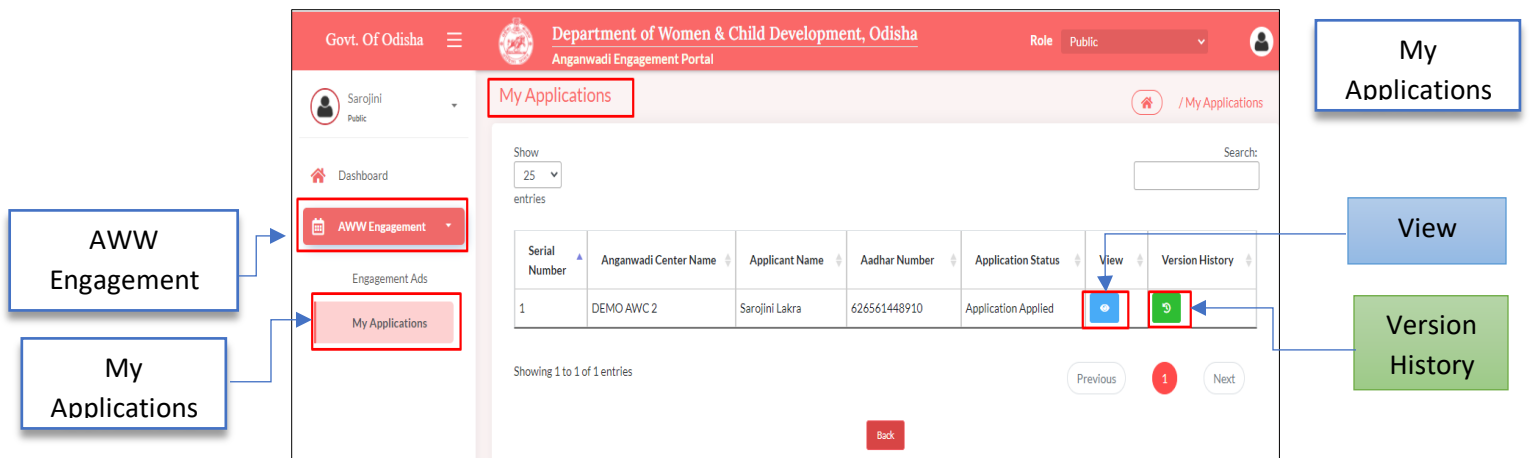 Govt. Of Odisha
Department of Women & Child Development, Odisha
Anganwadi Engagement Portal
Role Public
My
Applications
Sarojini
Public
My Applications
/ My Applications
Dashboard
Show
25
entries
Search:
AWW Engagement
AWW
Engagement
View
Engagement Ads
My Applications
Serial Number Anganwadi Center Name Applicant Name Aadhar Number Application Status View Version History
1 DEMO AWC 2 Sarojini Lakra 626561448910 Application Applied
Version
History
My
Applications
Showing 1 to 1 of 1 entries
Previous 1 Next
Back